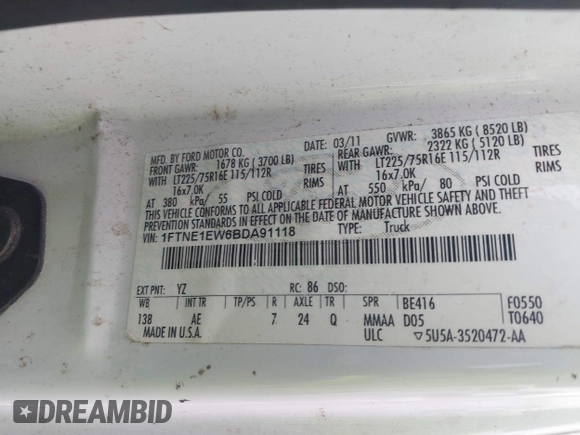 MFD. BY FORD MOTOR CO. DATE: 03/11 GVWR: 3865 KG ( 8520 LB)
FRONT GAWR: 1678 KG ( 3700 LB) REAR GAWR: 2322 KG ( 5120 LB)
WITH LT225/75R16E 115/112R TIRES WITH LT225/75R16E 115/112R TIRES
16x7.0K RIMS 16x7.0K RIMS
AT 380 kPa/ 55 PSI COLD AT 550 kPa/ 80 PSI COLD
THIS VEHICLE CONFORMS TO ALL APPLICABLE FEDERAL MOTOR VEHICLE SAFETY AND THEFT
PREVENTION STANDARDS IN EFFECT ON THE DATE OF MANUFACTURE SHOWN ABOVE.
VIN: 1FTNE1EW6BDA91118 TYPE: Truck
EXT PNT: YZ RC: 86 DSO:
WB INT TR TP/PS R AXLE TR SPR BE416 F0550
138 AE 7 24 Q MMAA D05 T0640
MADE IN U.S.A. ULC ▽5U5A-3520472-AA
DREAMBID